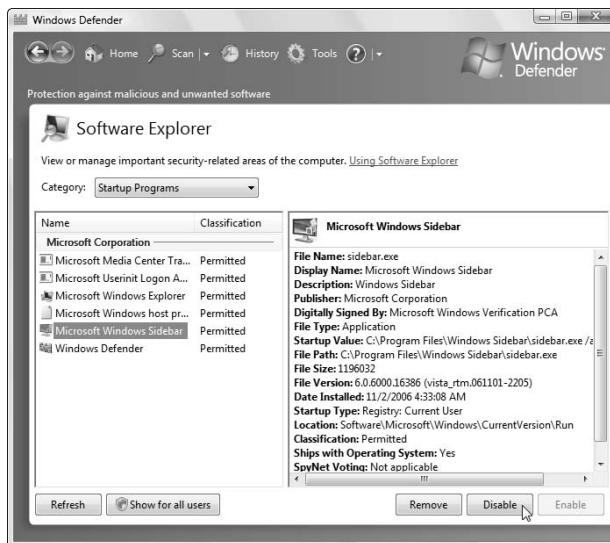 Windows Defender
Home Scan History Tools
Windows Defender
Protection against malicious and unwanted software
Software Explorer
View or manage important security-related areas of the computer. Using Software Explorer
Category: Startup Programs
Name Classification
Microsoft Corporation
Microsoft Media Center Tra... Permitted
Microsoft Userinit Logon A... Permitted
Microsoft Windows Explorer Permitted
Microsoft Windows host pr... Permitted
Microsoft Windows Sidebar Permitted
Windows Defender Permitted
Microsoft Windows Sidebar
File Name: sidebar.exe
Display Name: Microsoft Windows Sidebar
Description: Windows Sidebar
Publisher: Microsoft Corporation
Digitally Signed By: Microsoft Windows Verification PCA
File Type: Application
Startup Value: C:\Program Files\Windows Sidebar\sidebar.exe /a
File Path: C:\Program Files\Windows Sidebar\sidebar.exe
File Size: 1196032
File Version: 6.0.6000.16386 (vista_rtm.061101-2205)
Date Installed: 11/2/2006 4:33:08 AM
Startup Type: Registry: Current User
Location: Software\Microsoft\Windows\CurrentVersion\Run
Classification: Permitted
Ships with Operating System: Yes
SpyNet Voting: Not applicable
Refresh Show for all users Remove Disable Enable